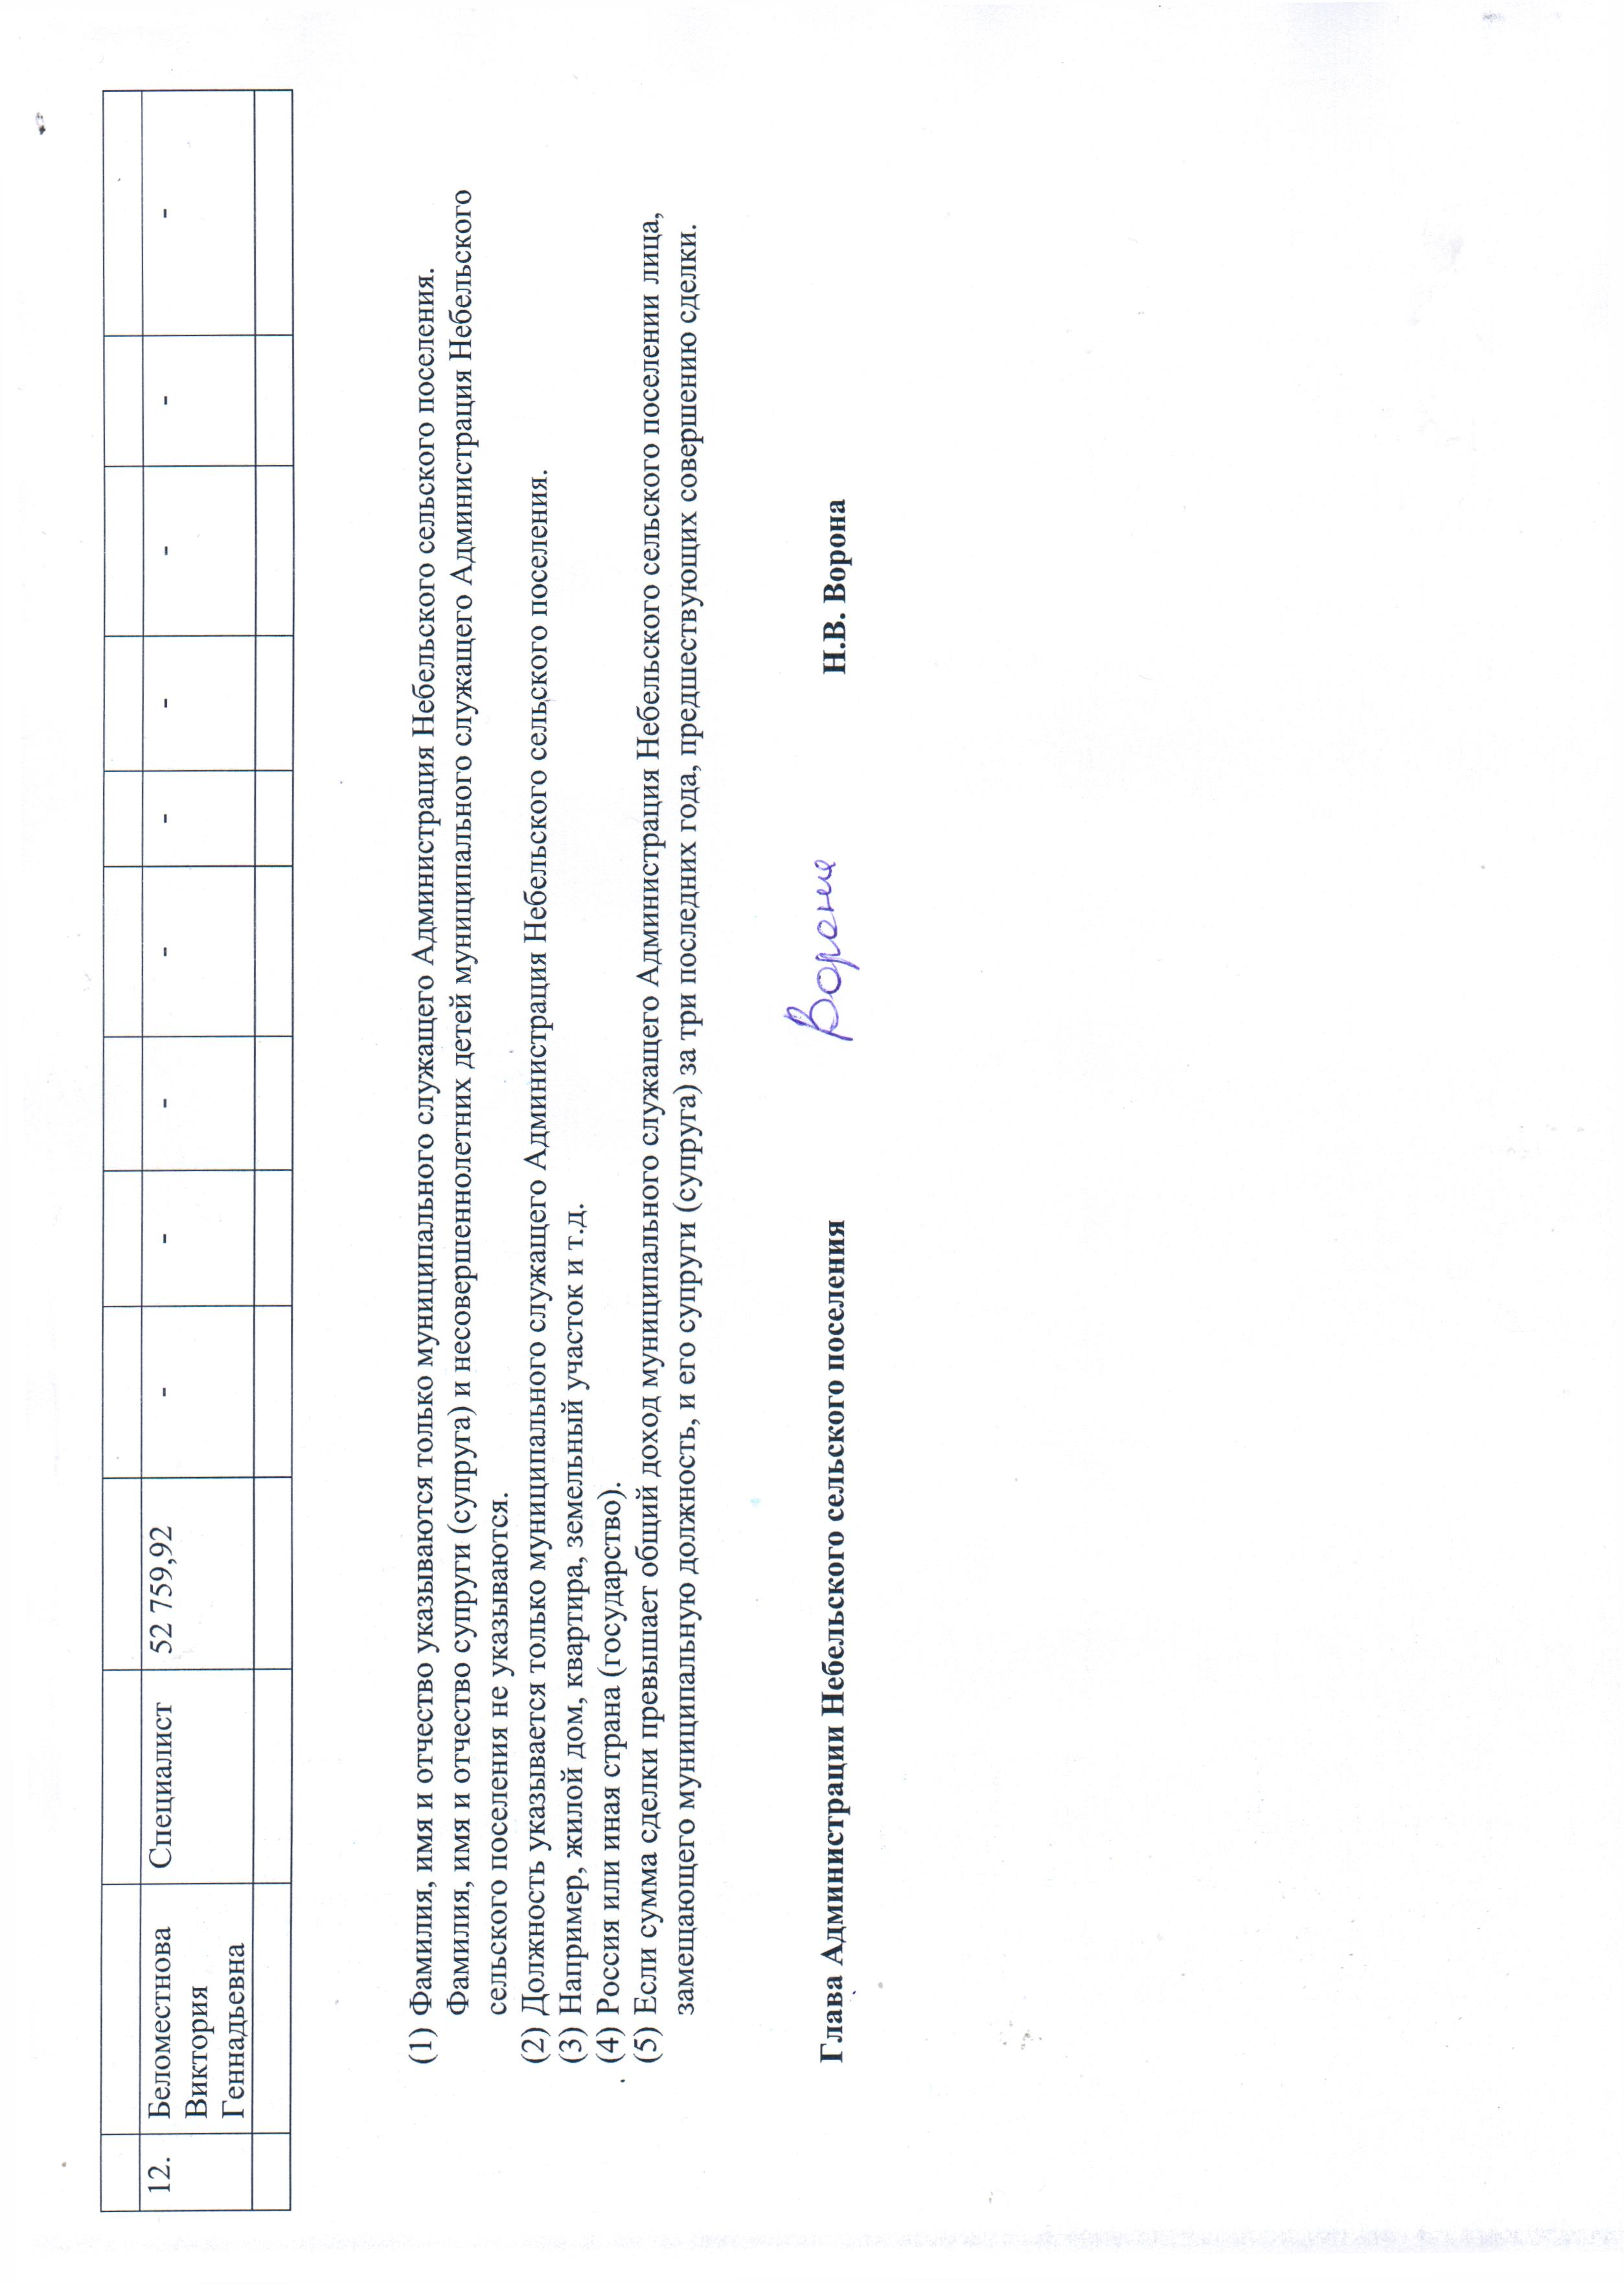 12. Беломестнова Специалист 52 759,92 - - - - - - - - -
Виктория
Геннадьевна
(1) Фамилия, имя и отчество указываются только муниципального служащего Администрация Небельского сельского поселения.
Фамилия, имя и отчество супруги (супруга) и несовершеннолетних детей муниципального служащего Администрация Небельского
сельского поселения не указываются.
(2) Должность указывается только муниципального служащего Администрация Небельского сельского поселения.
(3) Например, жилой дом, квартира, земельный участок и т.д.
(4) Россия или иная страна (государство).
(5) Если сумма сделки превышает общий доход муниципального служащего Администрация Небельского сельского поселении лица,
замещающего муниципальную должность, и его супруги (супруга) за три последних года, предшествующих совершению сделки.
Глава Администрации Небельского сельского поселения Ворона Н.В. Ворона